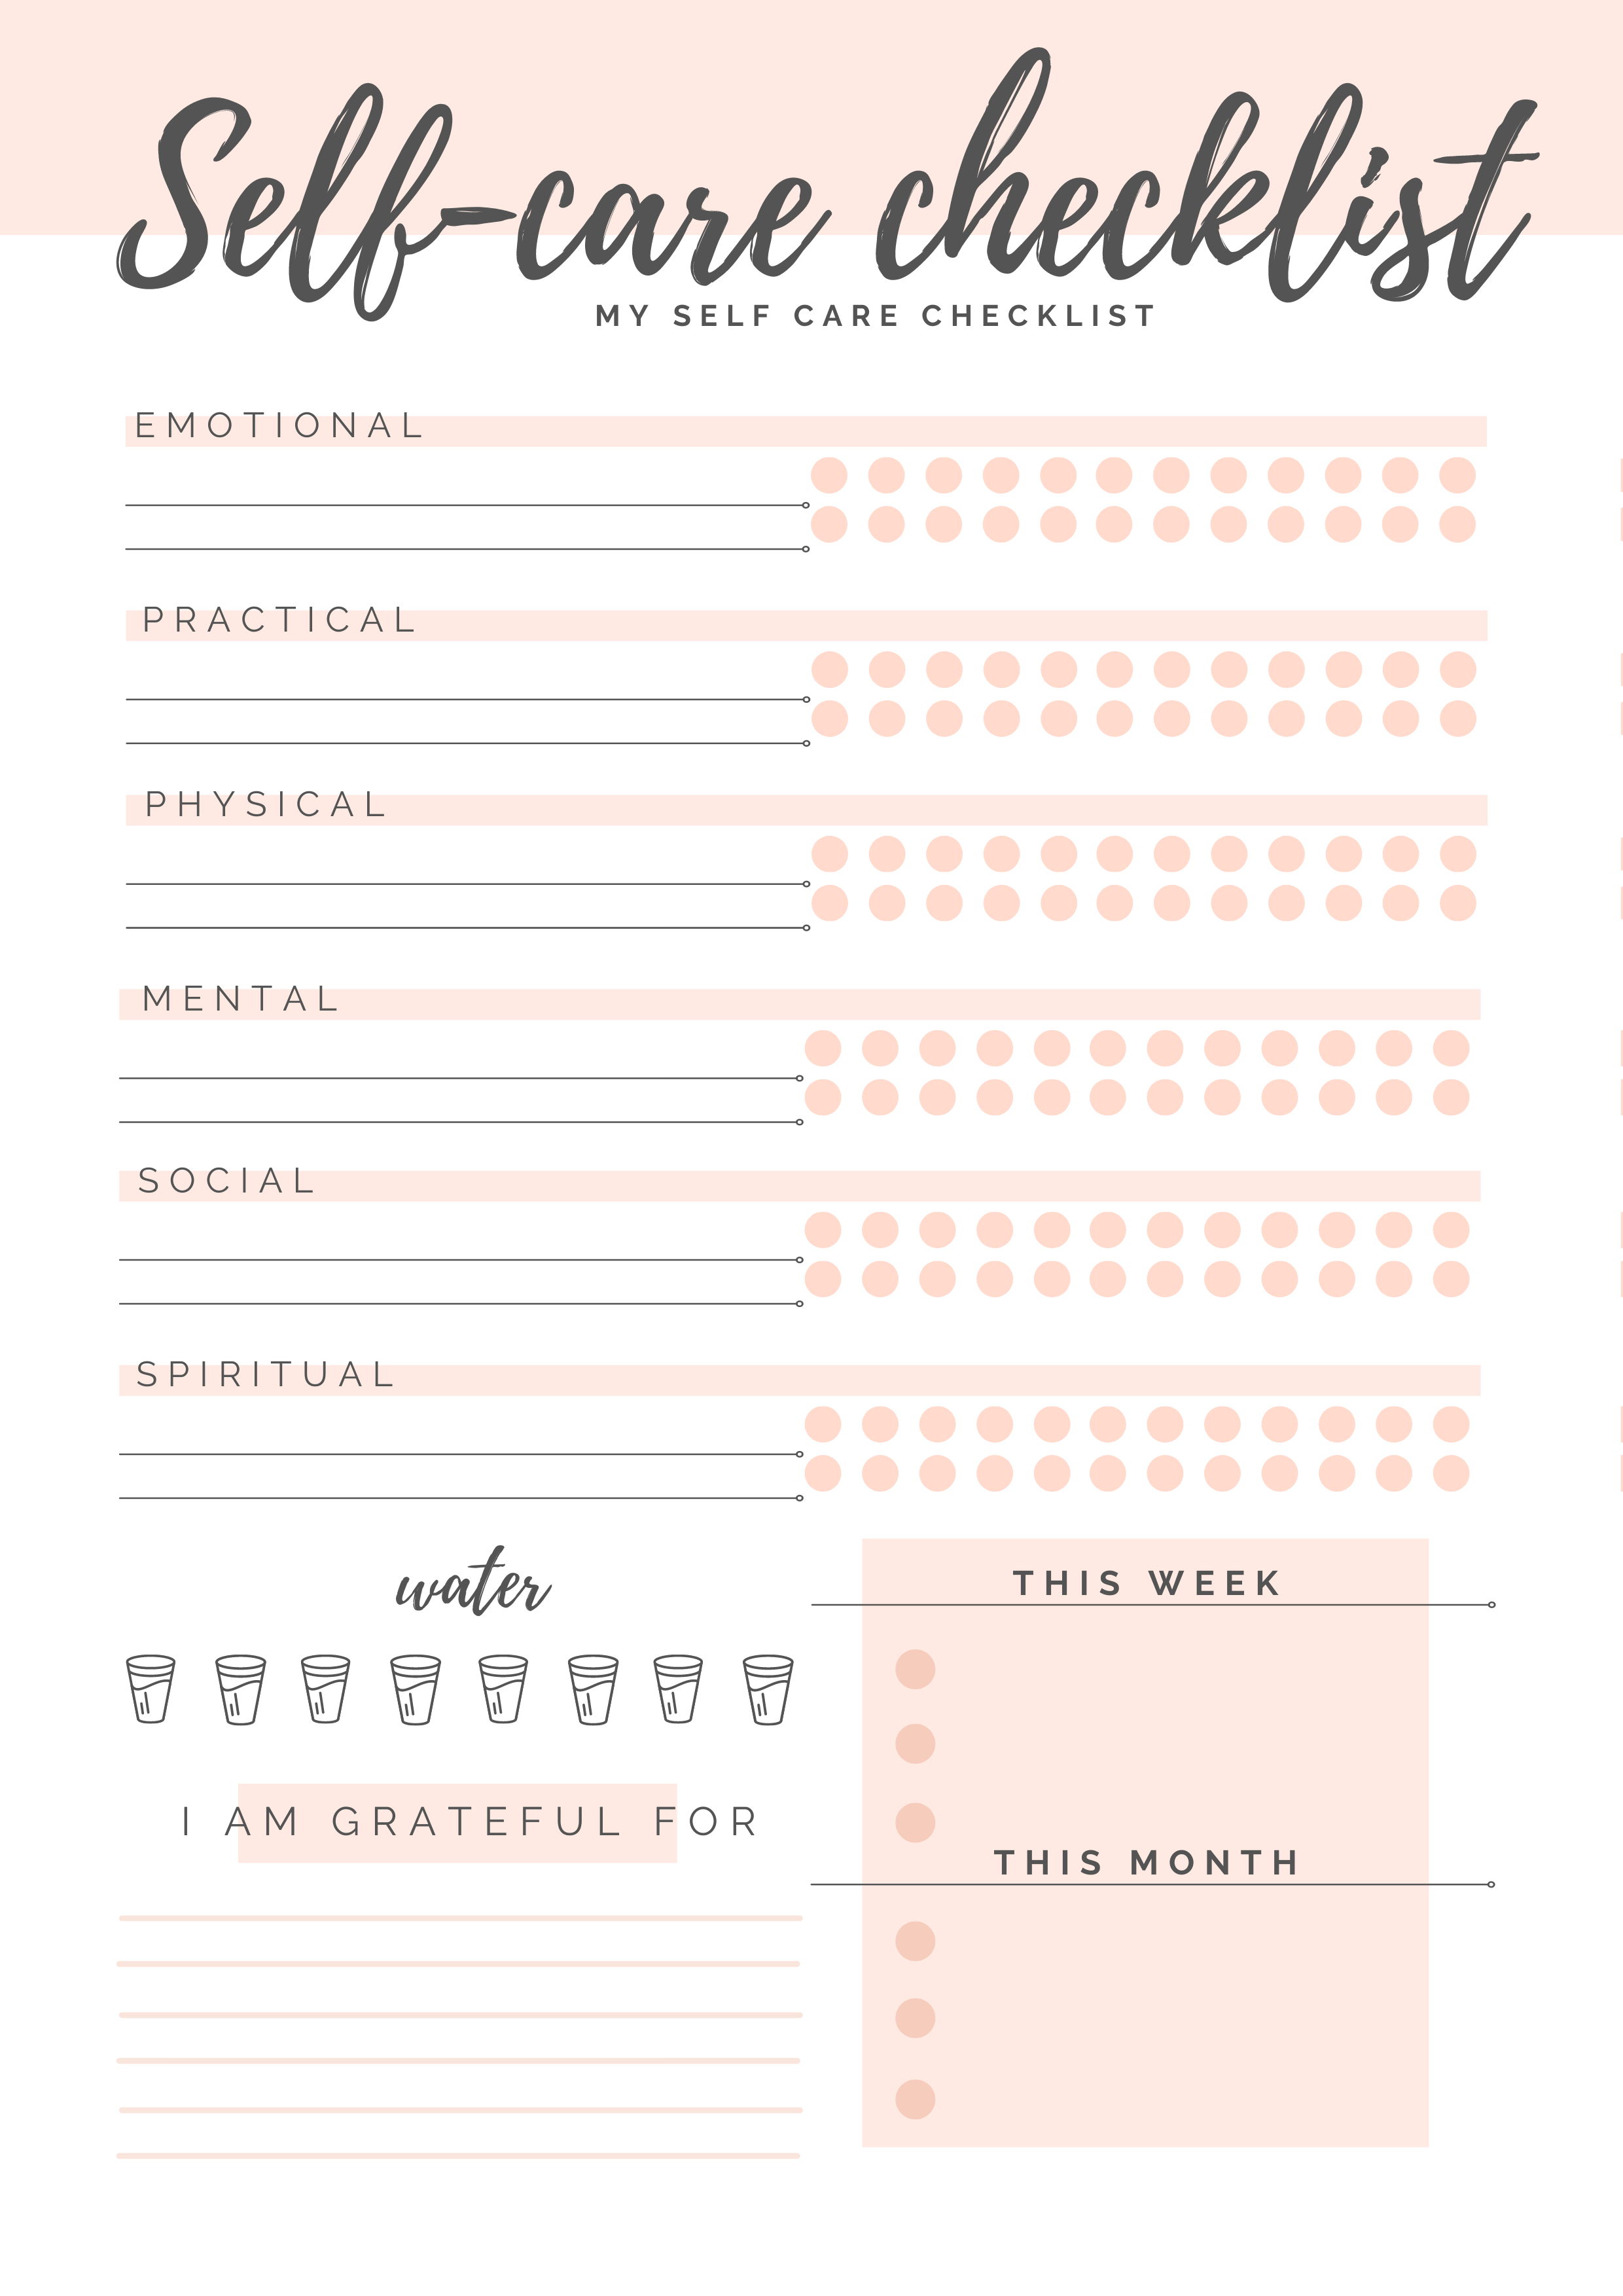 Self-care checklist
MY SELF CARE CHECKLIST
EMOTIONAL
PRACTICAL
PHYSICAL
MENTAL
SOCIAL
SPIRITUAL
water
I AM GRATEFUL FOR
THIS WEEK
THIS MONTH